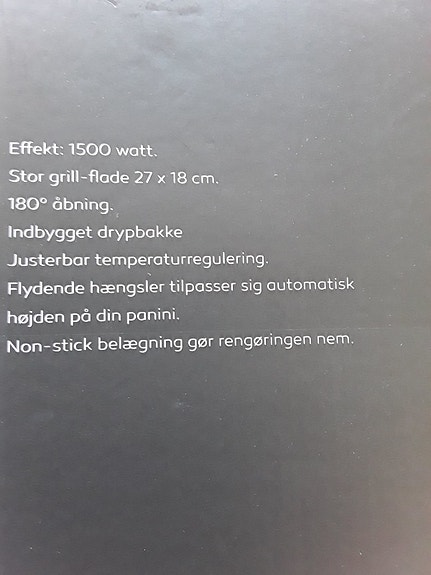 Effekt: 1500 watt.
Stor grill-flade 27 x 18 cm.
180° åbning.
Indbygget drypbakke
Justerbar temperaturregulering.
Flydende hængsler tilpasser sig automatisk
højden på din panini.
Non-stick belægning gør rengøringen nem.